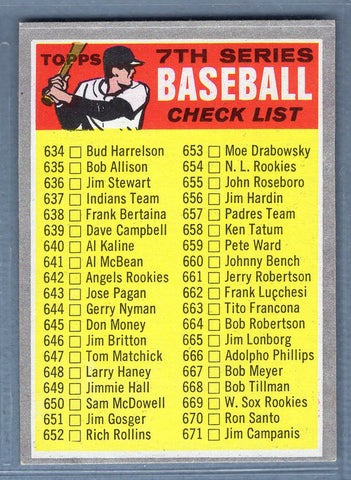 TOPPS
7TH SERIES
BASEBALL
CHECK LIST
634 Bud Harrelson
635 Bob Allison
636 Jim Stewart
637 Indians Team
638 Frank Bertaina
639 Dave Campbell
640 Al Kaline
641 Al McBean
642 Angels Rookies
643 Jose Pagan
644 Gerry Nyman
645 Don Money
646 Jim Britton
647 Tom Matchick
648 Larry Haney
649 Jimmie Hall
650 Sam McDowell
651 Jim Gosger
652 Rich Rollins
653 Moe Drabowsky
654 N. L. Rookies
655 John Roseboro
656 Jim Hardin
657 Padres Team
658 Ken Tatum
659 Pete Ward
660 Johnny Bench
661 Jerry Robertson
662 Frank Lucchesi
663 Tito Francona
664 Bob Robertson
665 Jim Lonborg
666 Adolpho Phillips
667 Bob Meyer
668 Bob Tillman
669 W. Sox Rookies
670 Ron Santo
671 Jim Campanis